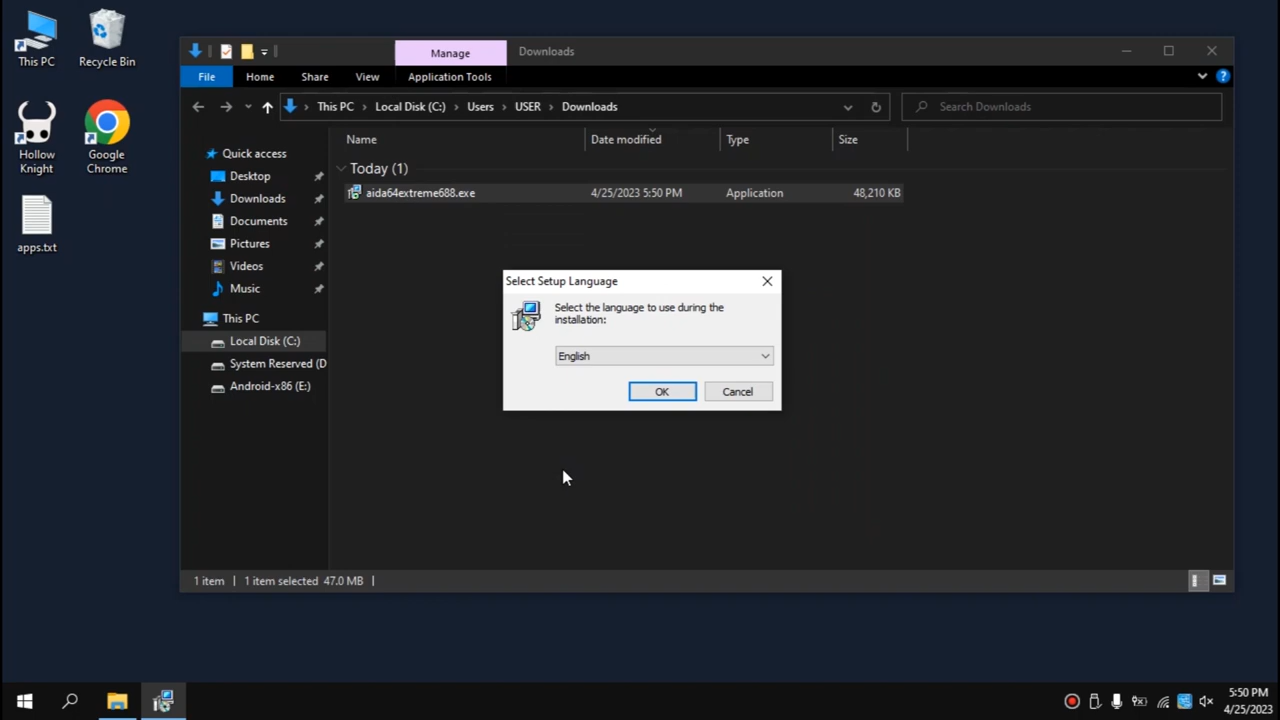 This PC
Recycle Bin
Hollow
Knight
Google
Chrome
apps.txt
Manage
Downloads
File
Home
Share
View
Application Tools
This PC > Local Disk (C:) > Users > USER > Downloads
Search Downloads
Name
Date modified
Type
Size
Quick access
Desktop
Downloads
Documents
Pictures
Videos
Music
This PC
Local Disk (C:)
System Reserved (D
Android-x86 (E:)
Today (1)
aida64extreme688.exe
4/25/2023 5:50 PM
Application
48,210 KB
Select Setup Language
Select the language to use during the
installation:
English
OK
Cancel
1 item
1 item selected 47.0 MB
5:50 PM
4/25/2023